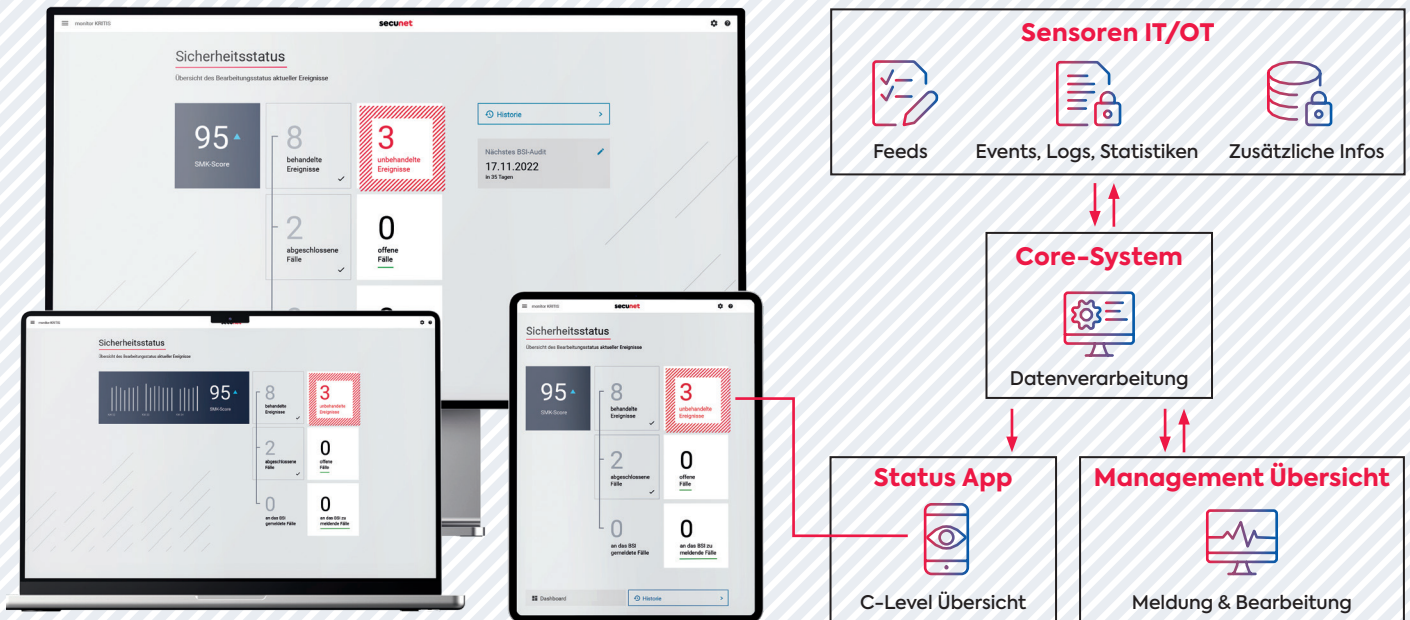 monitor KRITIS
secunet
Sicherheitsstatus
Übersicht des Bearbeitungsstatus aktueller Ereignisse
95
SMK-Score
8
behandelte
Ereignisse
3
unbehandelte
Ereignisse
Historie
Nächstes BSI-Audit
17.11.2022
in 35 Tagen
2
abgeschlossene
Fälle
0
offene
Fälle
monitor KRITIS
Sicherheitsstatus
Übersicht des Bearbeitungsstatus aktueller Ereignisse
95
SMK-Score
8
behandelte
Ereignisse
3
unbehandelte
Ereignisse
2
abgeschlossene
Fälle
0
offene
Fälle
0
an das BSI
gemeldete Fälle
0
an das BSI zu
meldende Fälle
monitor KRITIS
secunet
Sicherheitsstatus
Übersicht des Bearbeitungsstatus aktueller Ereignisse
95
SMK-Score
8
behandelte
Ereignisse
3
unbehandelte
Ereignisse
2
abgeschlossene
Fälle
0
offene
Fälle
0
an das BSI
gemeldete Fälle
0
an das BSI zu
meldende Fälle
Dashboard
Historie
Sensoren IT/OT
Feeds
Events, Logs, Statistiken
Zusätzliche Infos
Core-System
Datenverarbeitung
Status App
C-Level Übersicht
Management Übersicht
Meldung & Bearbeitung